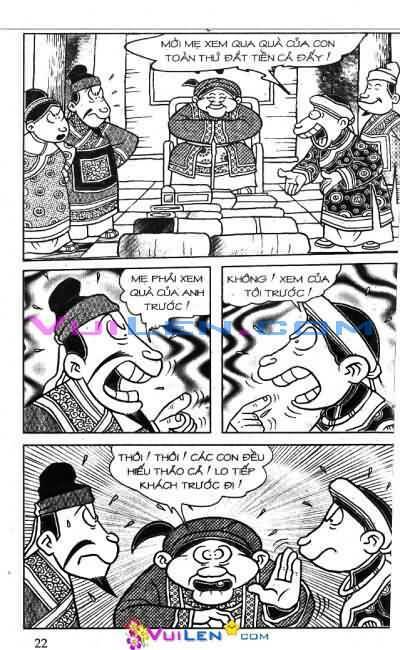 MỜI MẸ XEM QUA QUÀ CỦA CON
TOÀN THỨ ĐẮT TIỀN CẢ ĐẤY!
MẸ PHẢI XEM
QUÀ CỦA ANH
TRƯỚC!
KHÔNG! XEM CỦA
TÔI TRƯỚC!
VUILEN.COM
THÔI! THÔI! CÁC CON ĐỀU
HIẾU THẢO CẢ! LO TIẾP
KHÁCH TRƯỚC ĐI!
22
VUILEN.COM